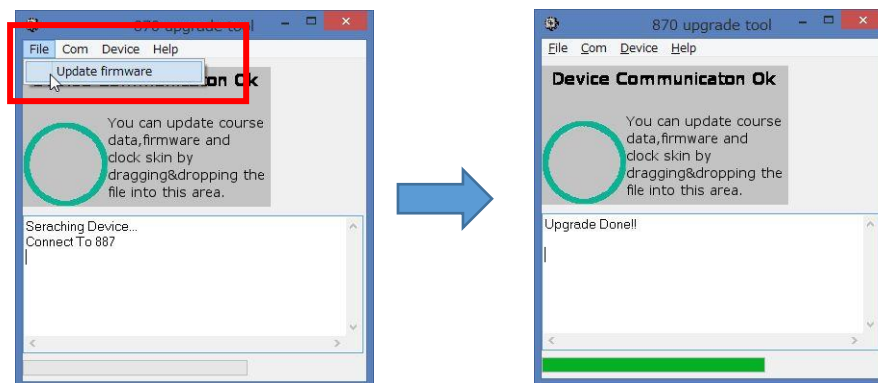 870 upgrade tool
File Com Device Help
Update firmware
Device Communicaton Ok
You can update course
data,firmware and
clock skin by
dragging&dropping the
file into this area.
Seraching Device...
Connect To 887
870 upgrade tool
File Com Device Help
Device Communicaton Ok
You can update course
data,firmware and
clock skin by
dragging&dropping the
file into this area.
Upgrade Done!!